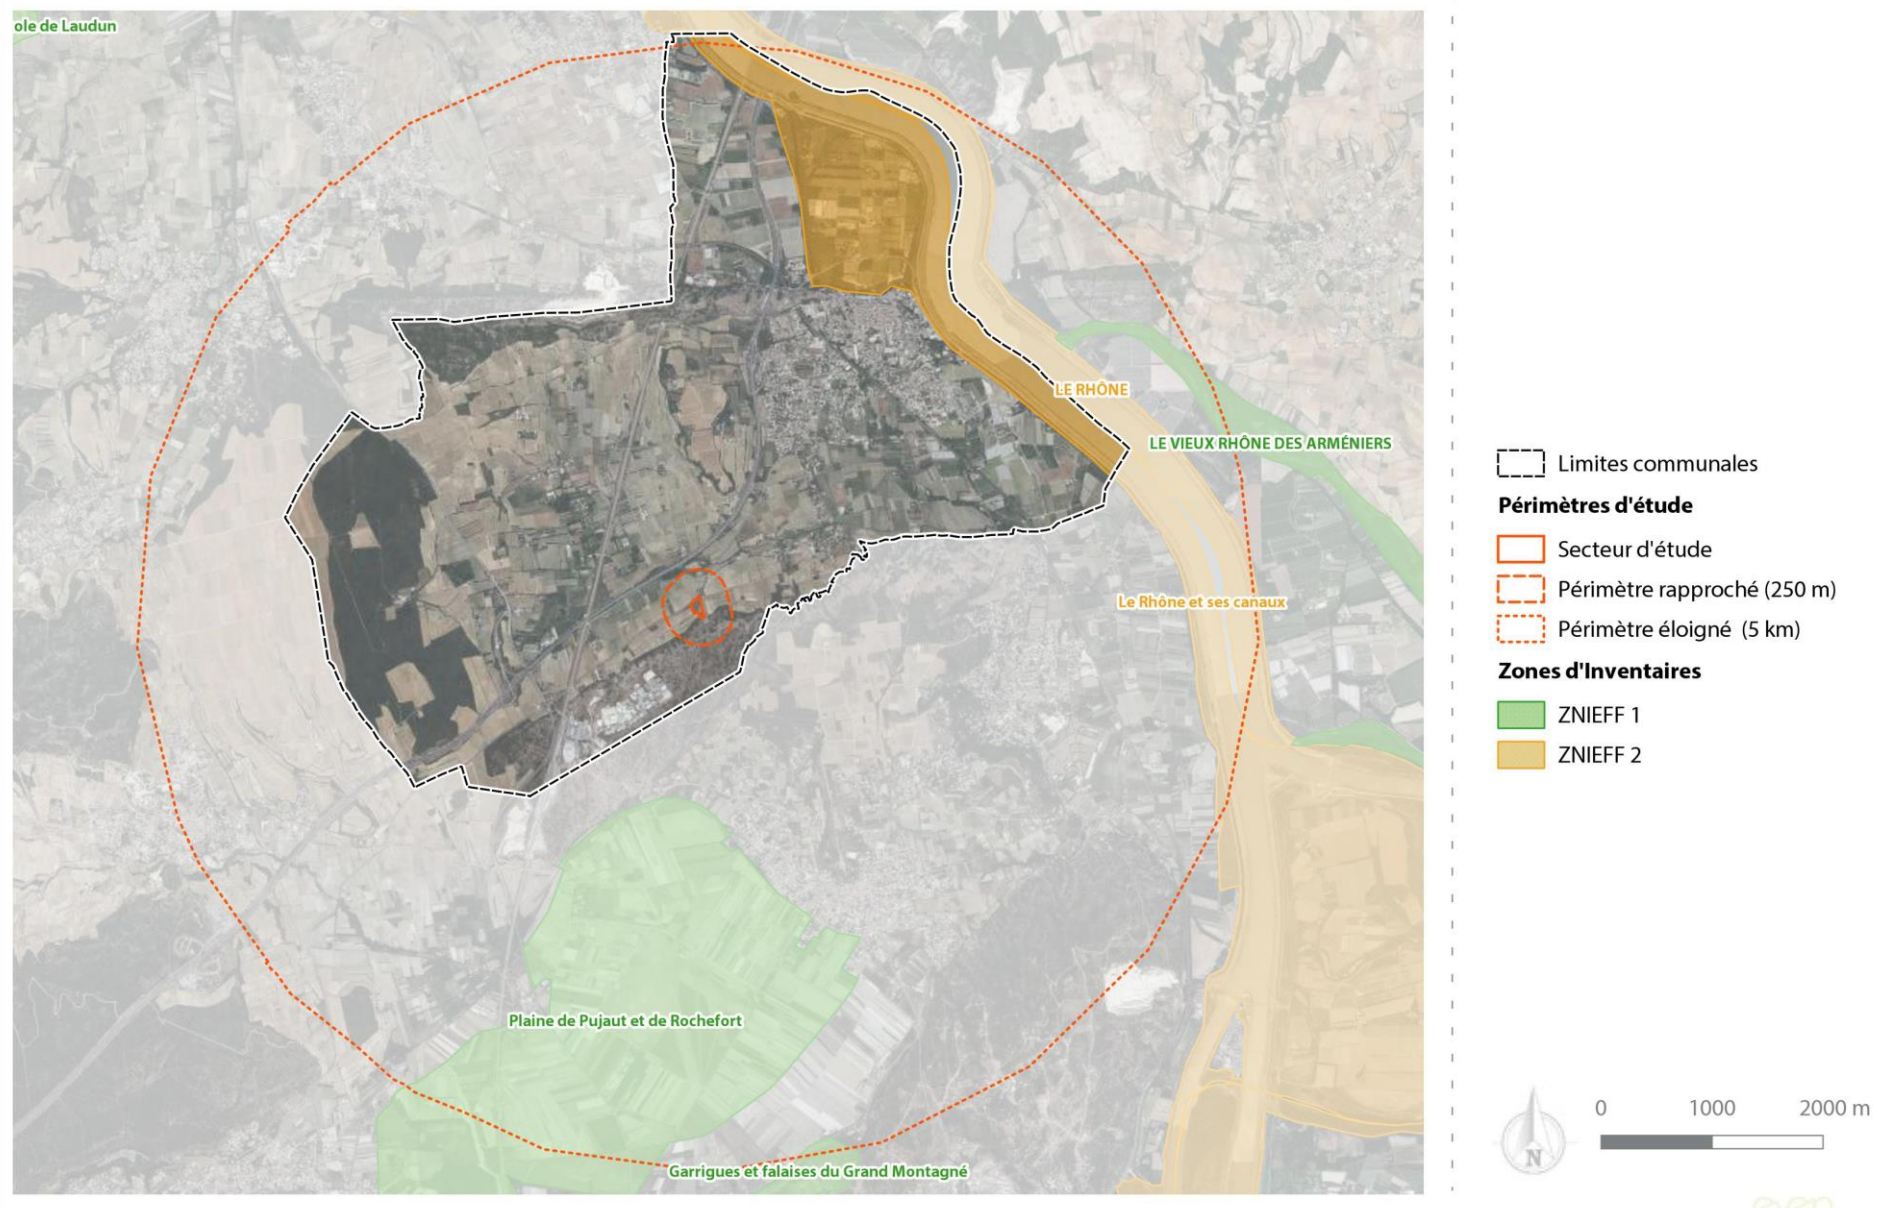 ole de Laudun
LE RHÔNE
LE VIEUX RHÔNE DES ARMÉNIERS
Le Rhône et ses canaux
Plaine de Pujaut et de Rochefort
Garrigues et falaises du Grand Montagné
Limites communales
Périmètres d'étude
Secteur d'étude
Périmètre rapproché (250 m)
Périmètre éloigné (5 km)
Zones d'Inventaires
ZNIEFF 1
ZNIEFF 2
0 1000 2000 m
N
even